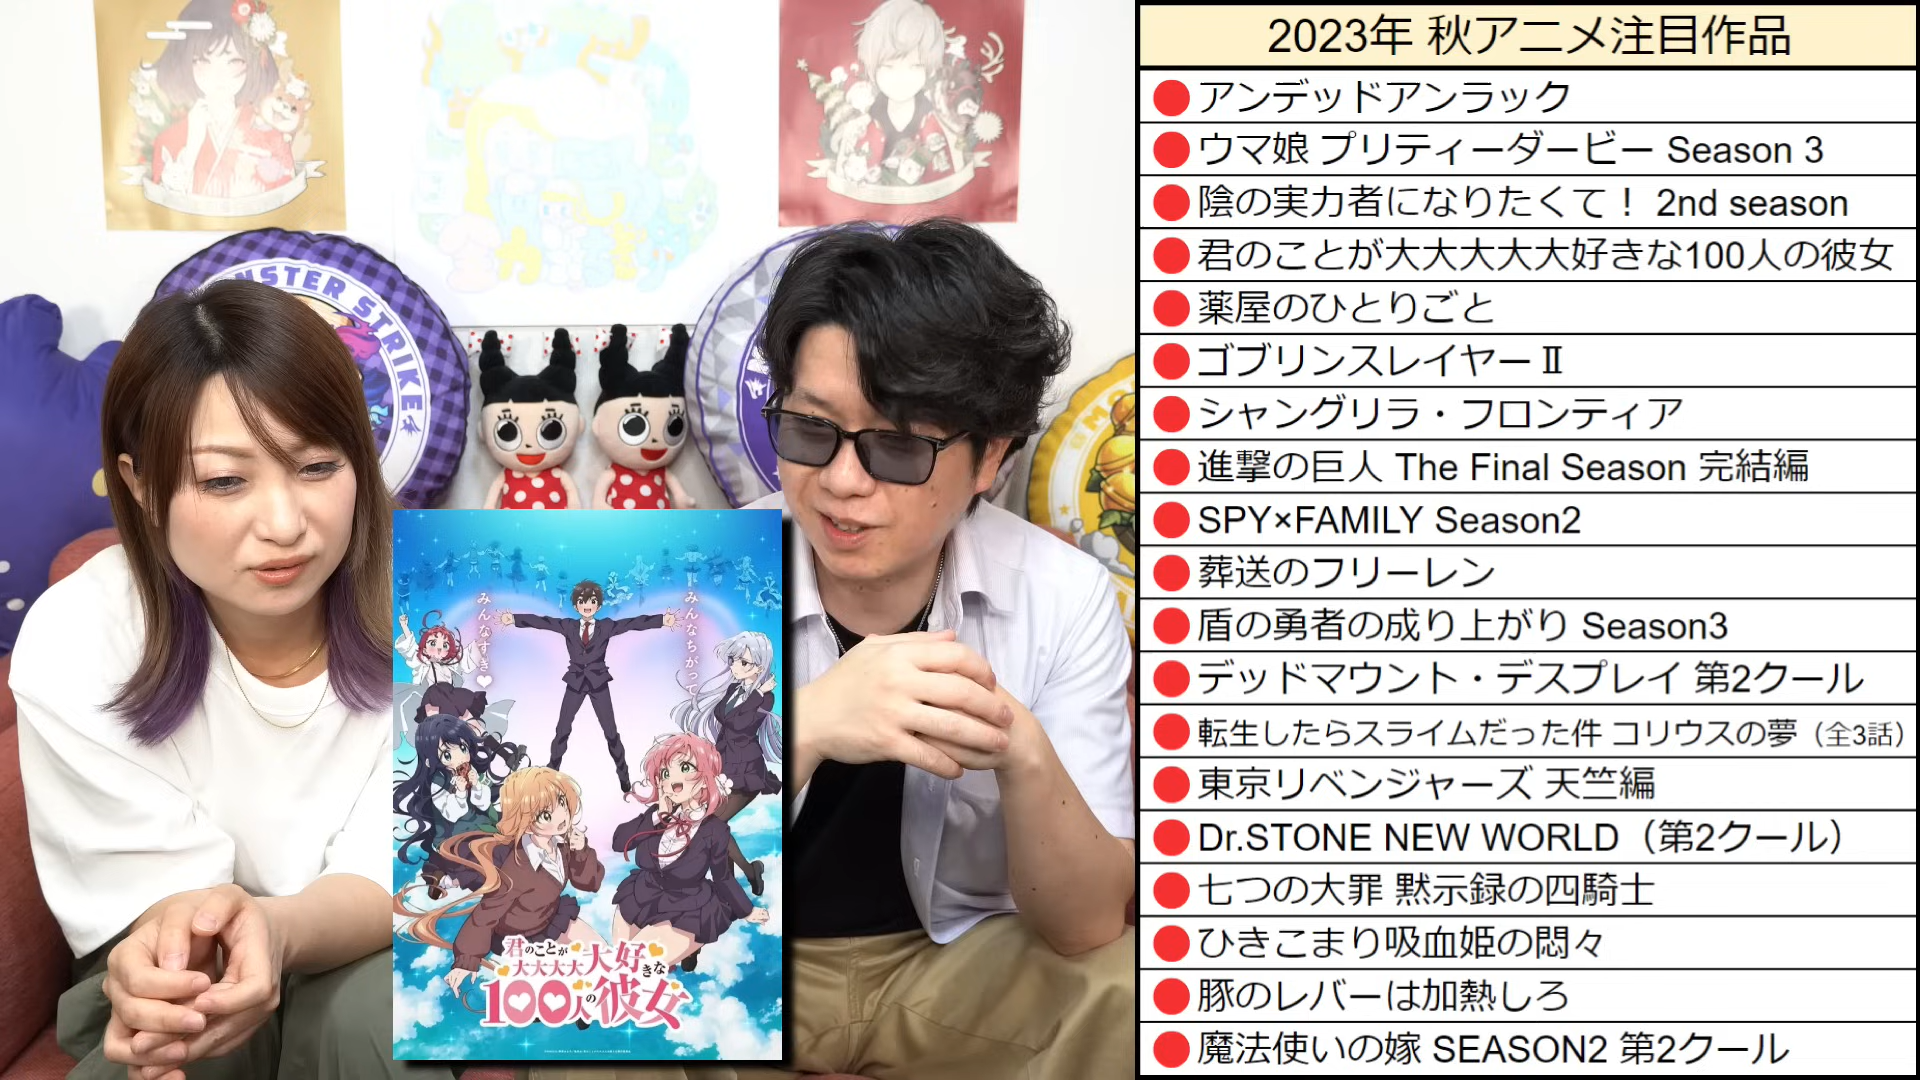 2023年 秋アニメ注目作品
アンデッドアンラック
ウマ娘 プリティーダービー Season 3
陰の実力者になりたくて！ 2nd season
君のことが大大大大大好きな100人の彼女
薬屋のひとりごと
ゴブリンスレイヤーⅡ
シャングリラ・フロンティア
進撃の巨人 The Final Season 完結編
SPY×FAMILY Season2
葬送のフリーレン
盾の勇者の成り上がり Season3
デッドマウント・デスプレイ 第2クール
転生したらスライムだった件 コリウスの夢（全3話）
東京リベンジャーズ 天竺編
Dr.STONE NEW WORLD（第2クール）
七つの大罪 黙示録の四騎士
ひきこまり吸血姫の悶々
豚のレバーは加熱しろ
魔法使いの嫁 SEASON2 第2クール
MONSTER STRIKE
みんなちがって
みんなすき♥
君のことが
大大大大大好きな
100人の彼女